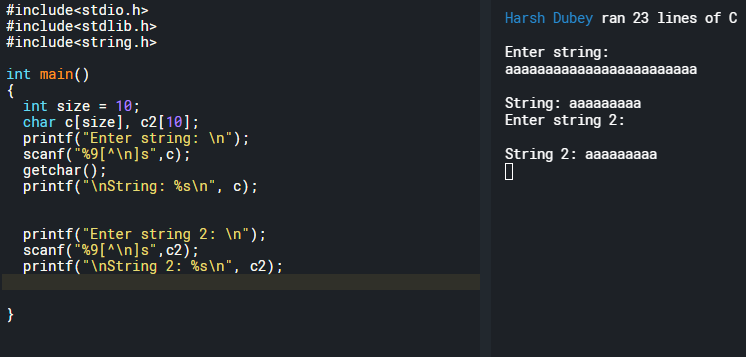 #include<stdio.h>
#include<stdlib.h>
#include<string.h>
int main()
{
int size = 10;
char c[size], c2[10];
printf("Enter string: \n");
scanf("%9[^\n]s",c);
getchar();
printf("\nString: %s\n", c);
printf("Enter string 2: \n");
scanf("%9[^\n]s",c2);
printf("\nString 2: %s\n", c2);
}
Harsh Dubey ran 23 lines of C
Enter string:
aaaaaaaaaaaaaaaaaaaaaaaa
String: aaaaaaaaa
Enter string 2:
String 2: aaaaaaaaa